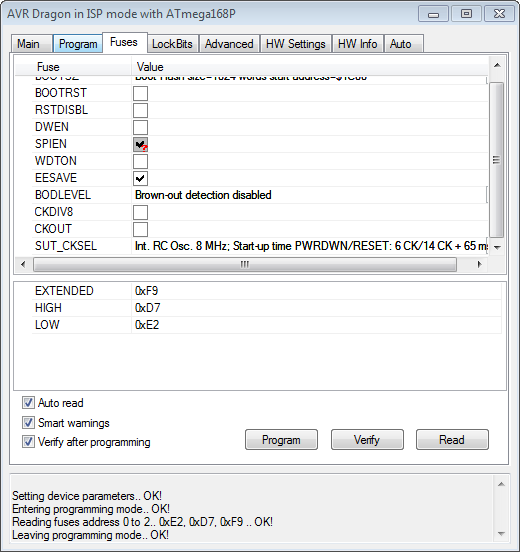 AVR Dragon in ISP mode with ATmega168P
Main Program Fuses LockBits Advanced HW Settings HW Info Auto
Fuse Value
BOOTSZ Boot Flash size=1024 words start address=$1C00
BOOTRST
RSTDISBL
DWEN
SPIEN
WDTON
EESAVE
BODLEVEL Brown-out detection disabled
CKDIV8
CKOUT
SUT_CKSEL Int. RC Osc. 8 MHz; Start-up time PWRDWN/RESET: 6 CK/14 CK + 65 ms
EXTENDED 0xF9
HIGH 0xD7
LOW 0xE2
Auto read
Smart warnings
Verify after programming
Program Verify Read
Setting device parameters.. OK!
Entering programming mode.. OK!
Reading fuses address 0 to 2.. 0xE2, 0xD7, 0xF9 .. OK!
Leaving programming mode.. OK!